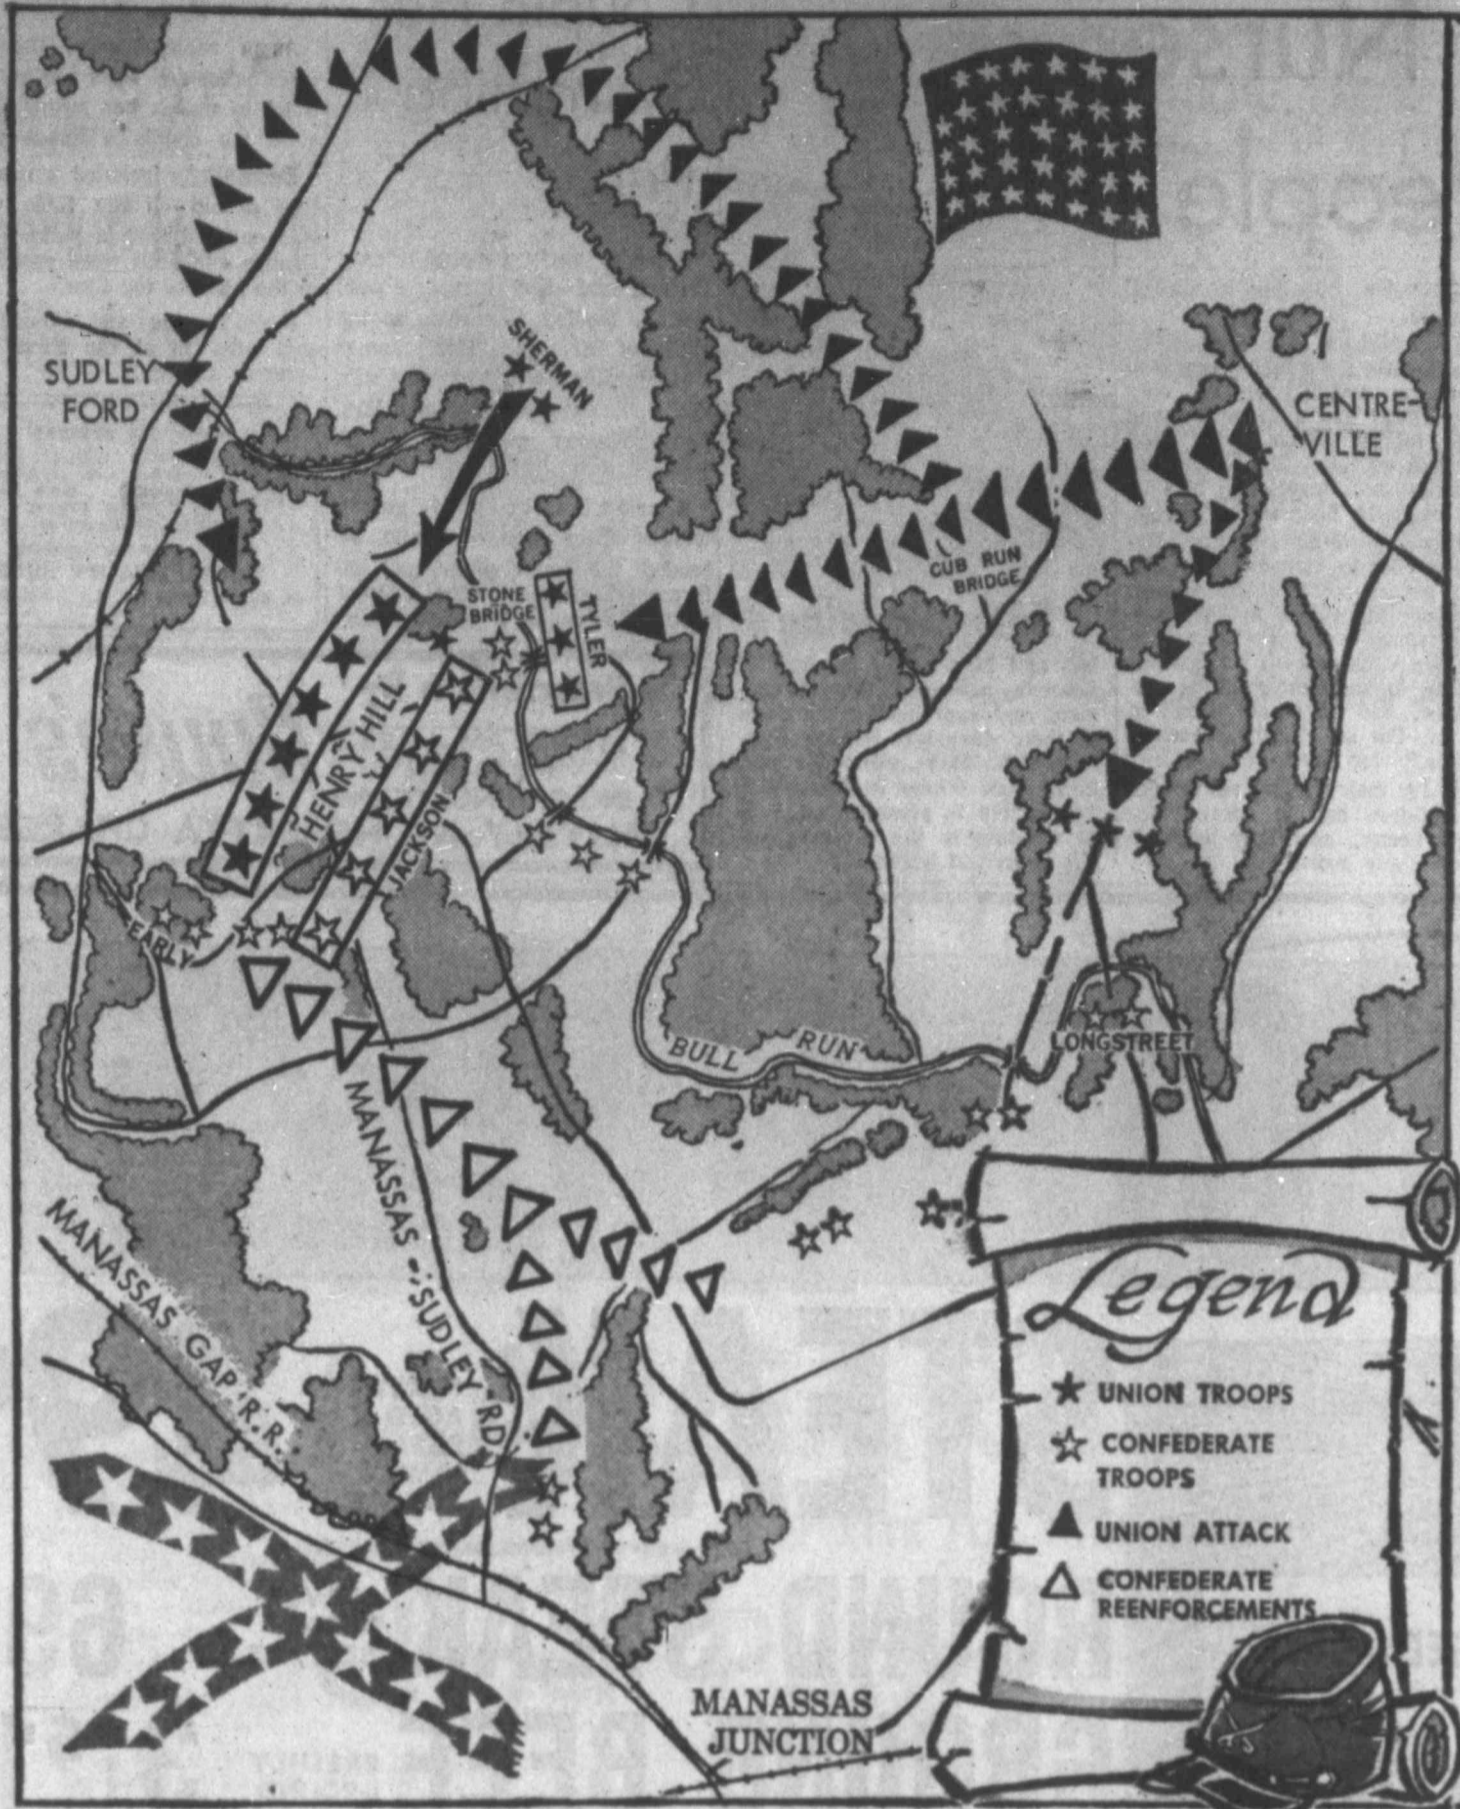 SHERMAN
SUDLEY
FORD
CENTRE-
VILLE
CUB RUN
BRIDGE
STONE
BRIDGE
TYLER
HENRY HILL
JACKSON
EARLY
BULL RUN
LONGSTREET
MANASSAS - SUDLEY RD
MANASSAS GAP R.R.
Legend
UNION TROOPS
CONFEDERATE
TROOPS
UNION ATTACK
CONFEDERATE
REENFORCEMENTS
MANASSAS
JUNCTION